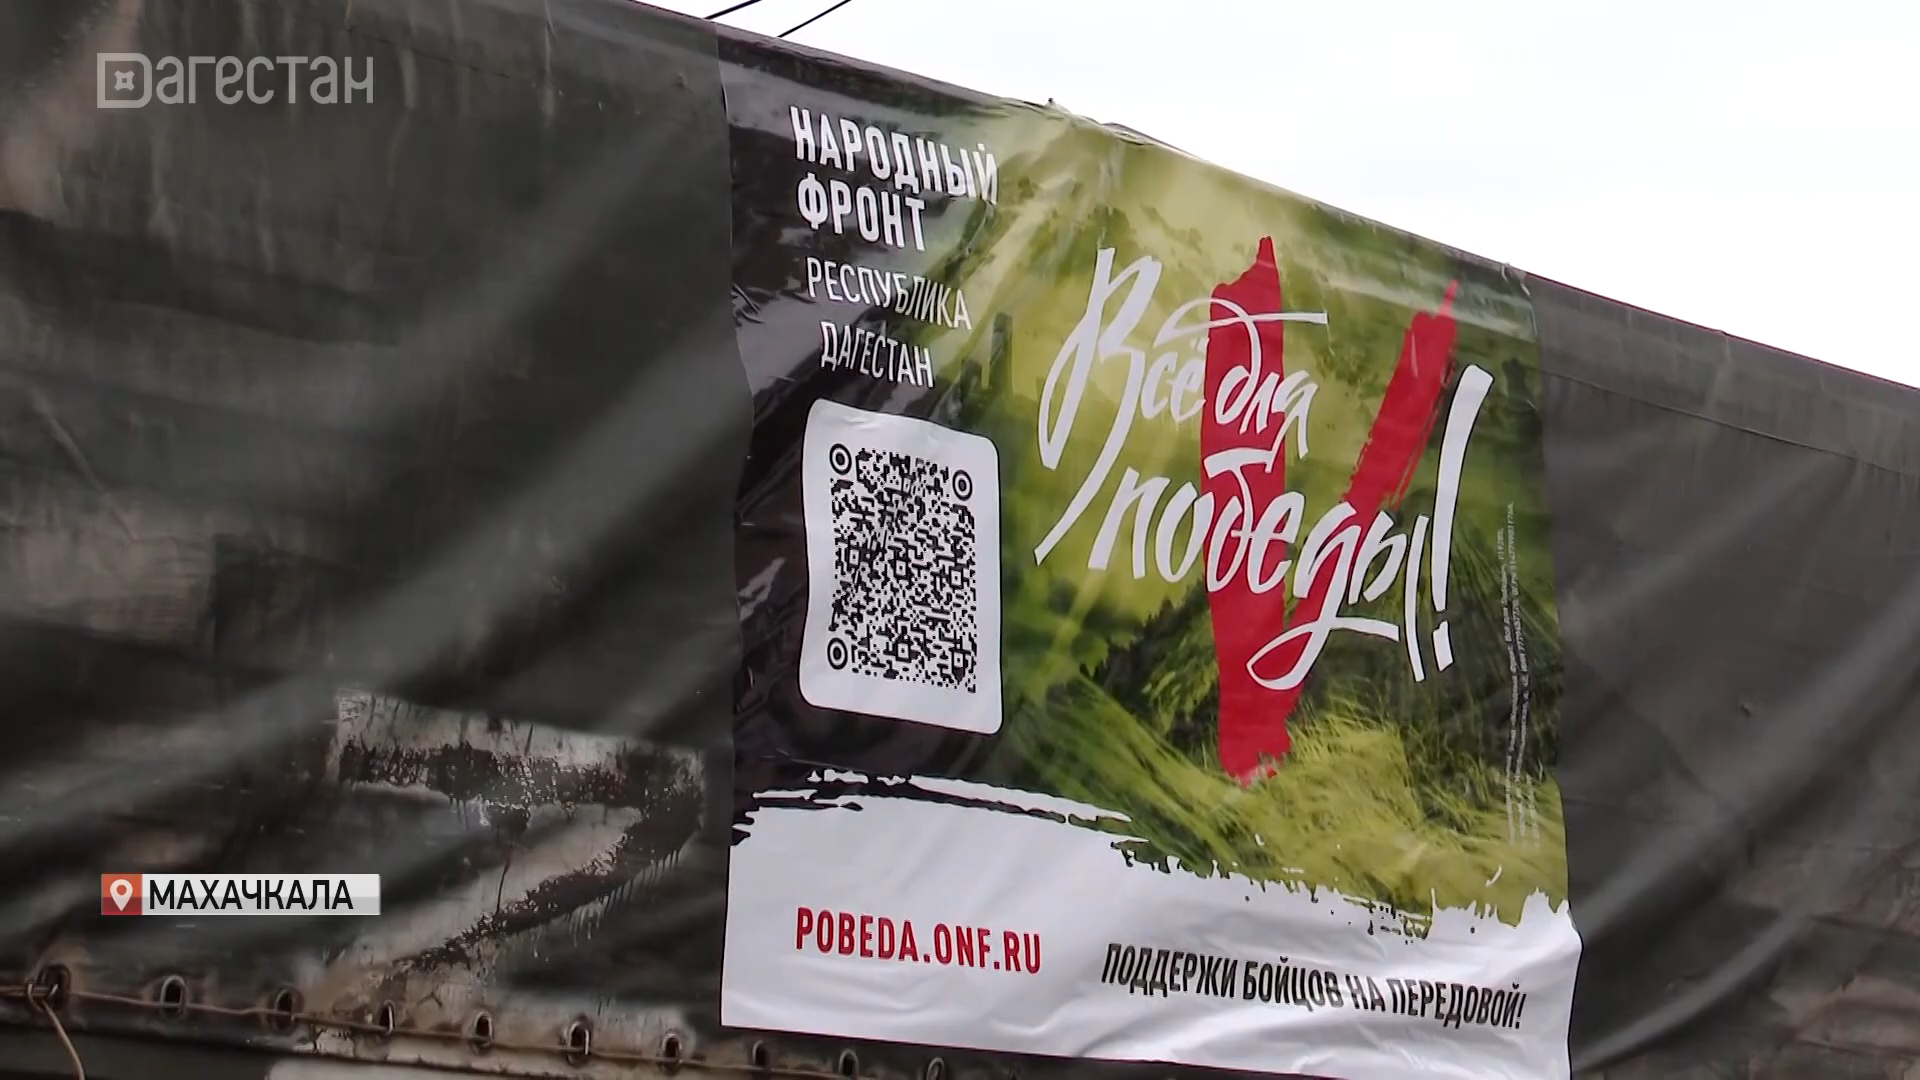 Дагестан
НАРОДНЫЙ
ФРОНТ
РЕСПУБЛИКА
ДАГЕСТАН
Всё для
победы!
МАХАЧКАЛА
POBEDA.ONF.RU
ПОДДЕРЖИ БОЙЦОВ НА ПЕРЕДОВОЙ!